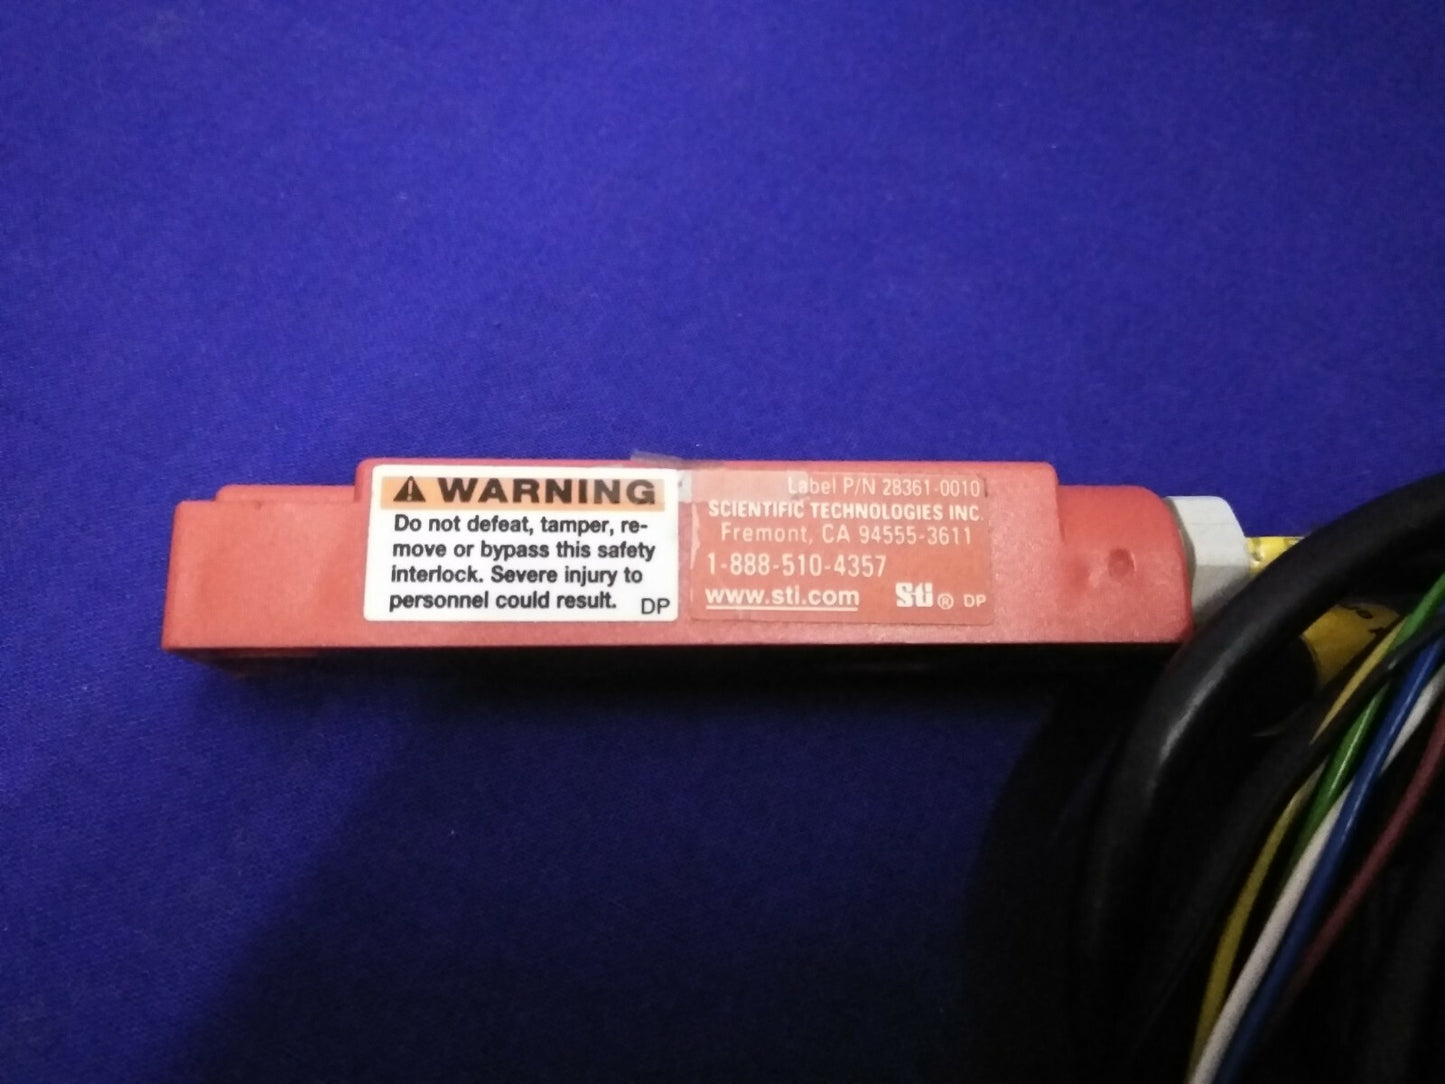 WARNING
Do not defeat, tamper, re-
move or bypass this safety
interlock. Severe injury to
personnel could result. DP
Label P/N 28361-0010
SCIENTIFIC TECHNOLOGIES INC.
Fremont, CA 94555-3611
1-888-510-4357
www.sti.com Sti ® DP